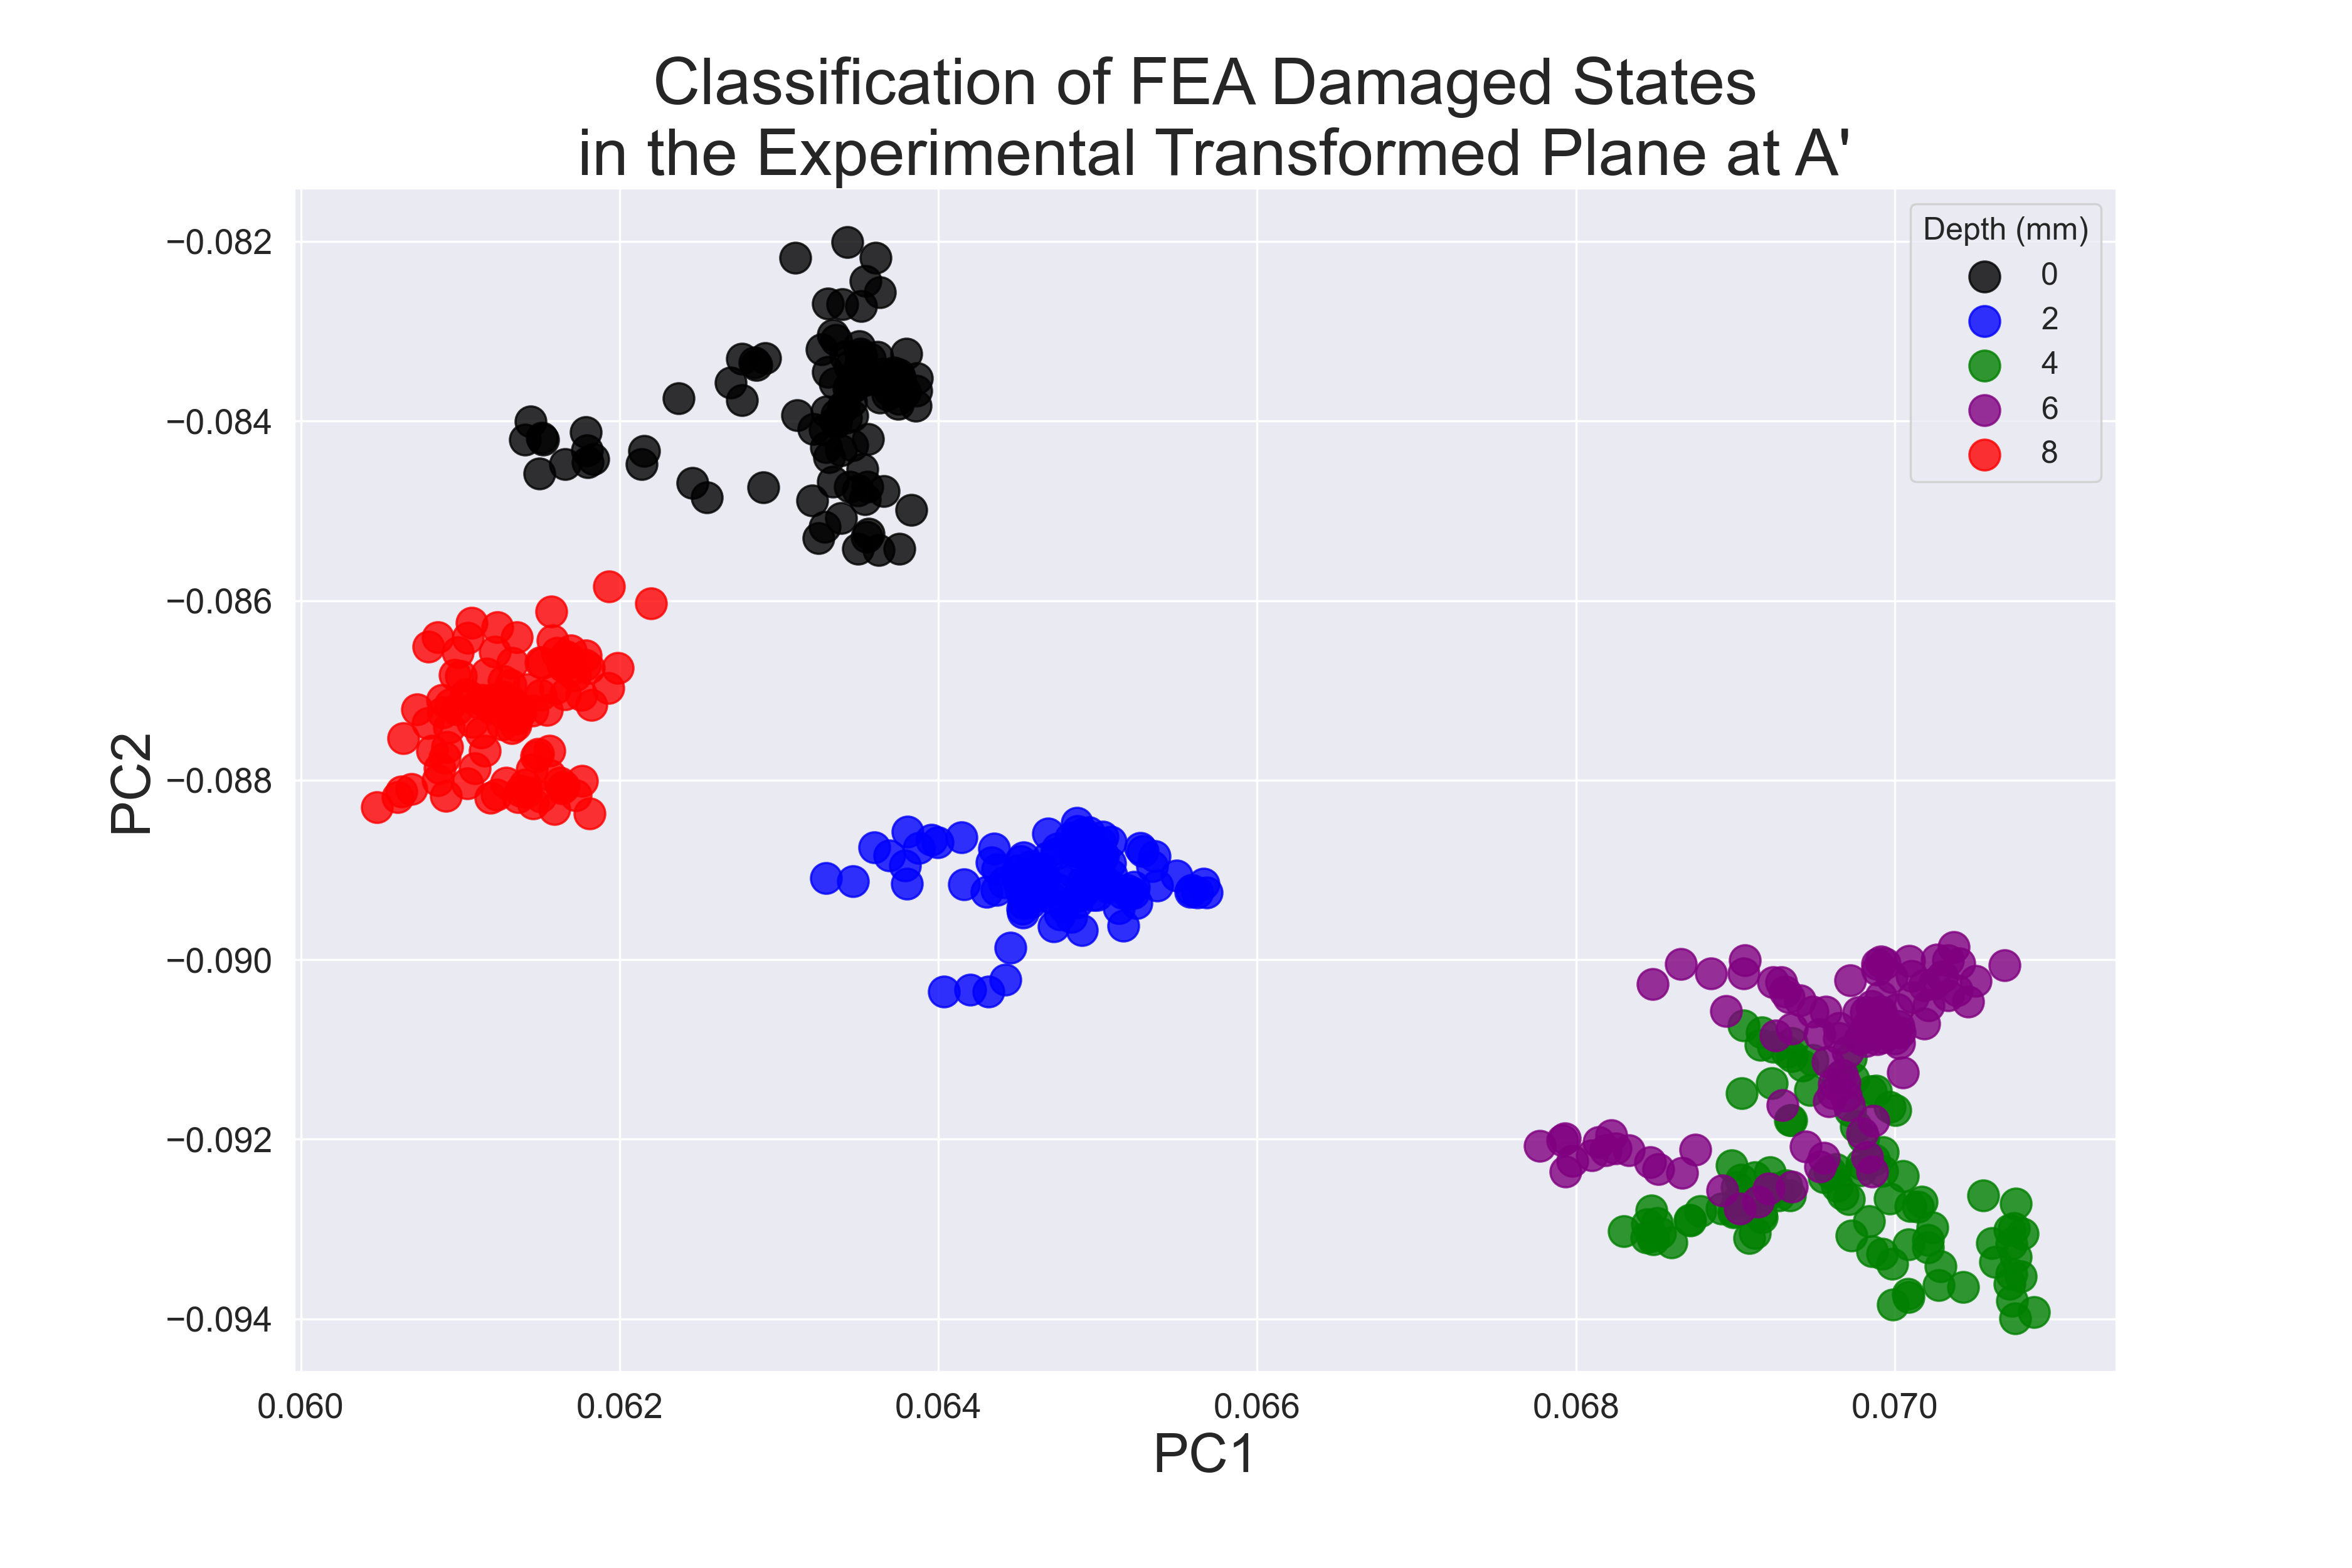 Classification of FEA Damaged States
in the Experimental Transformed Plane at A'
Depth (mm)
0
2
4
6
8
−0.082
−0.084
−0.086
−0.088
−0.090
−0.092
−0.094
PC2
0.060 0.062 0.064 0.066 0.068 0.070
PC1